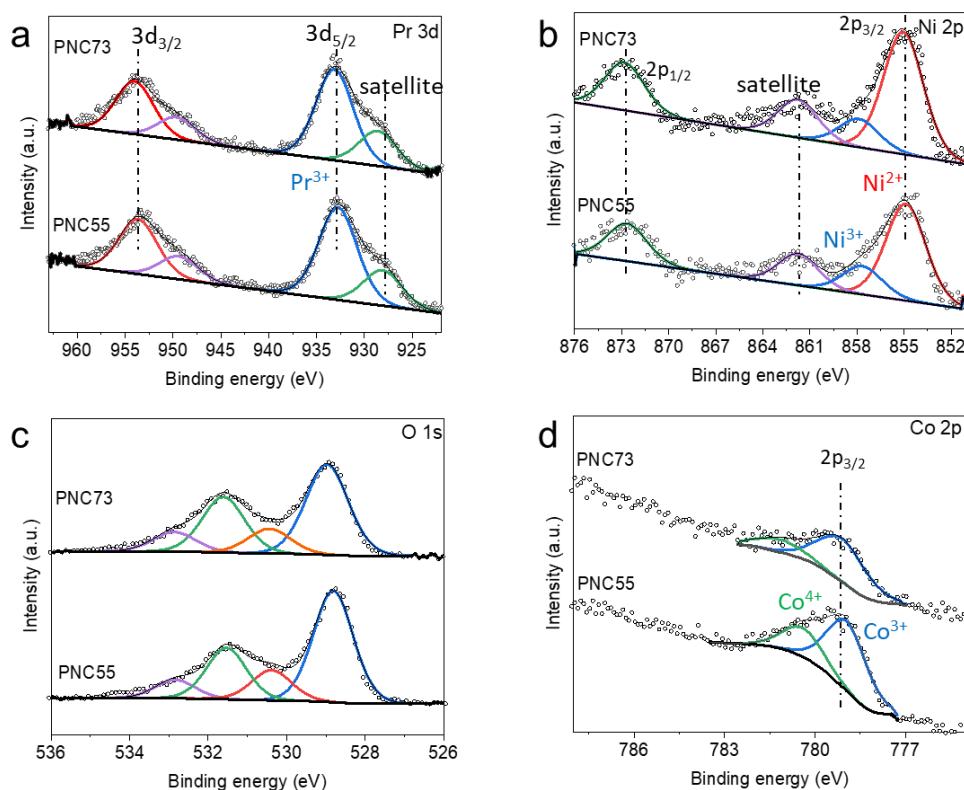 a
Pr 3d
PNC73
3d3/2
3d5/2
satellite
Pr3+
PNC55
Intensity (a.u.)
960 955 950 945 940 935 930 925
Binding energy (eV)
b
Ni 2p
PNC73
2p1/2
satellite
2p3/2
Ni2+
PNC55
Ni3+
Intensity (a.u.)
876 873 870 867 864 861 858 855 852
Binding energy (eV)
c
O 1s
PNC73
PNC55
Intensity (a.u.)
536 534 532 530 528 526
Binding energy (eV)
d
Co 2p
PNC73
2p3/2
PNC55
Co4+
Co3+
Intensity (a.u.)
786 783 780 777
Binding energy (eV)